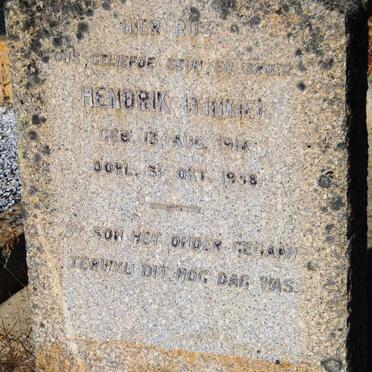 HIER RUS
ONS GELIEFDE SEUN EN BROER
HENDRIK
GEB. 13 AUG. 1914
OORL. 31 OKT. 1938
SY SON HET ONDER GEGAAN
TERWYL DIT NOG DAG WAS.